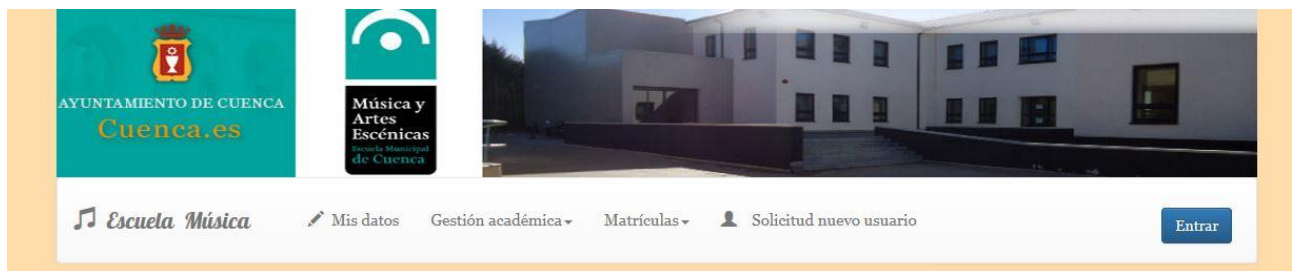 AYUNTAMIENTO DE CUENCA
Cuenca.es
Música y
Artes
Escénicas
Escuela Municipal
de Cuenca
Escuela Música
Mis datos
Gestión académica
Matrículas
Solicitud nuevo usuario
Entrar